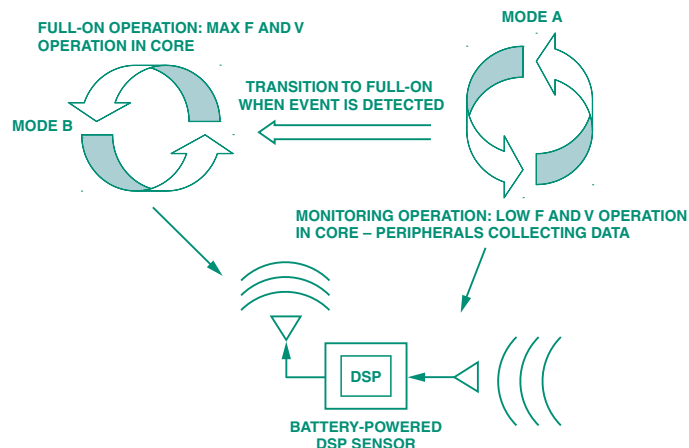 FULL-ON OPERATION: MAX F AND V
OPERATION IN CORE
MODE A
TRANSITION TO FULL-ON
WHEN EVENT IS DETECTED
MODE B
MONITORING OPERATION: LOW F AND V OPERATION
IN CORE – PERIPHERALS COLLECTING DATA
DSP
BATTERY-POWERED
DSP SENSOR